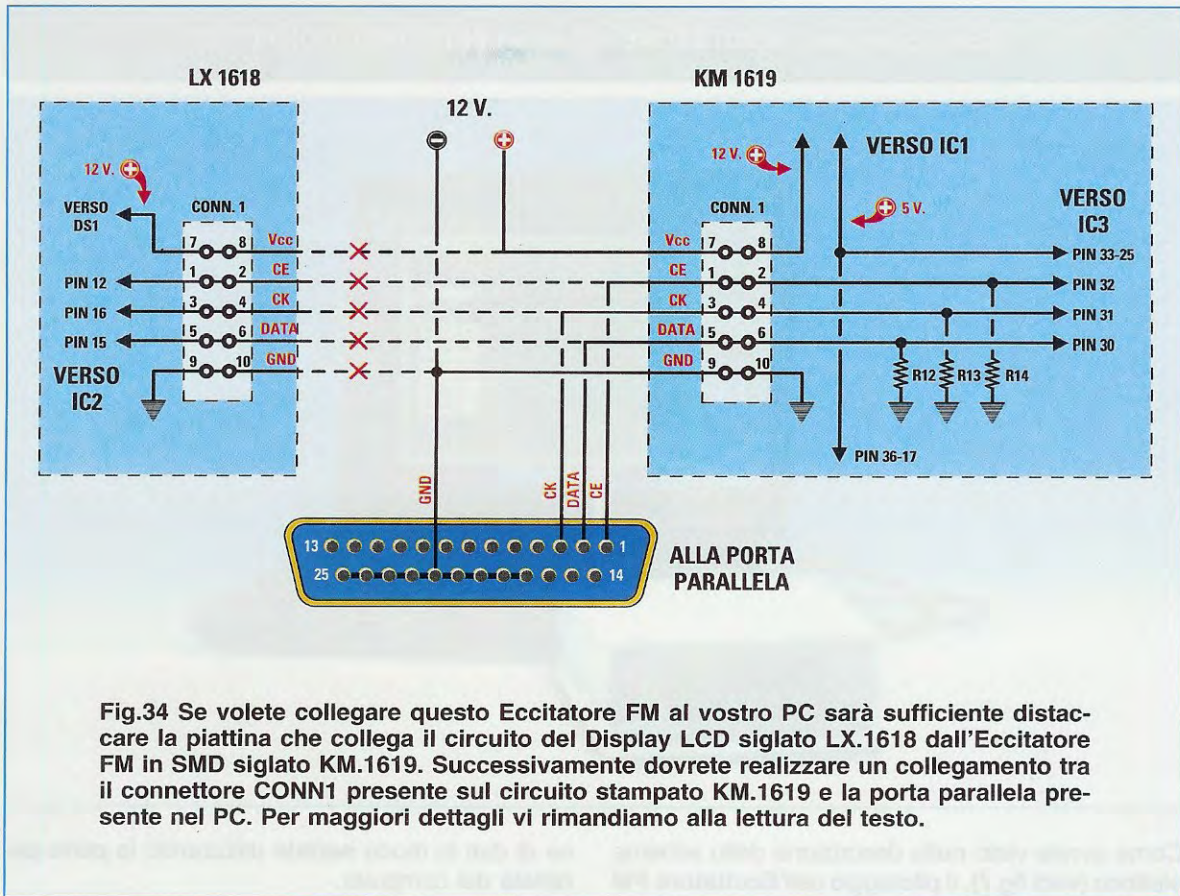 LX 1618
KM 1619
12 V.
12 V.
VERSO
DS1
CONN. 1
7 8 Vcc
PIN 12 1 2 CE
PIN 16 3 4 CK
PIN 15 5 6 DATA
9 10 GND
VERSO
IC2
12 V.
VERSO IC1
5 V.
VERSO
IC3
CONN. 1
Vcc 7 8 PIN 33-25
CE 1 2 PIN 32
CK 3 4 PIN 31
DATA 5 6 PIN 30
GND 9 10
R12 R13 R14
PIN 36-17
GND
CK
DATA
CE
13 1
25 14
ALLA PORTA
PARALLELA
Fig.34 Se volete collegare questo Eccitatore FM al vostro PC sarà sufficiente distac-
care la piattina che collega il circuito del Display LCD siglato LX.1618 dall'Eccitatore
FM in SMD siglato KM.1619. Successivamente dovrete realizzare un collegamento tra
il connettore CONN1 presente sul circuito stampato KM.1619 e la porta parallela pre-
sente nel PC. Per maggiori dettagli vi rimandiamo alla lettura del testo.